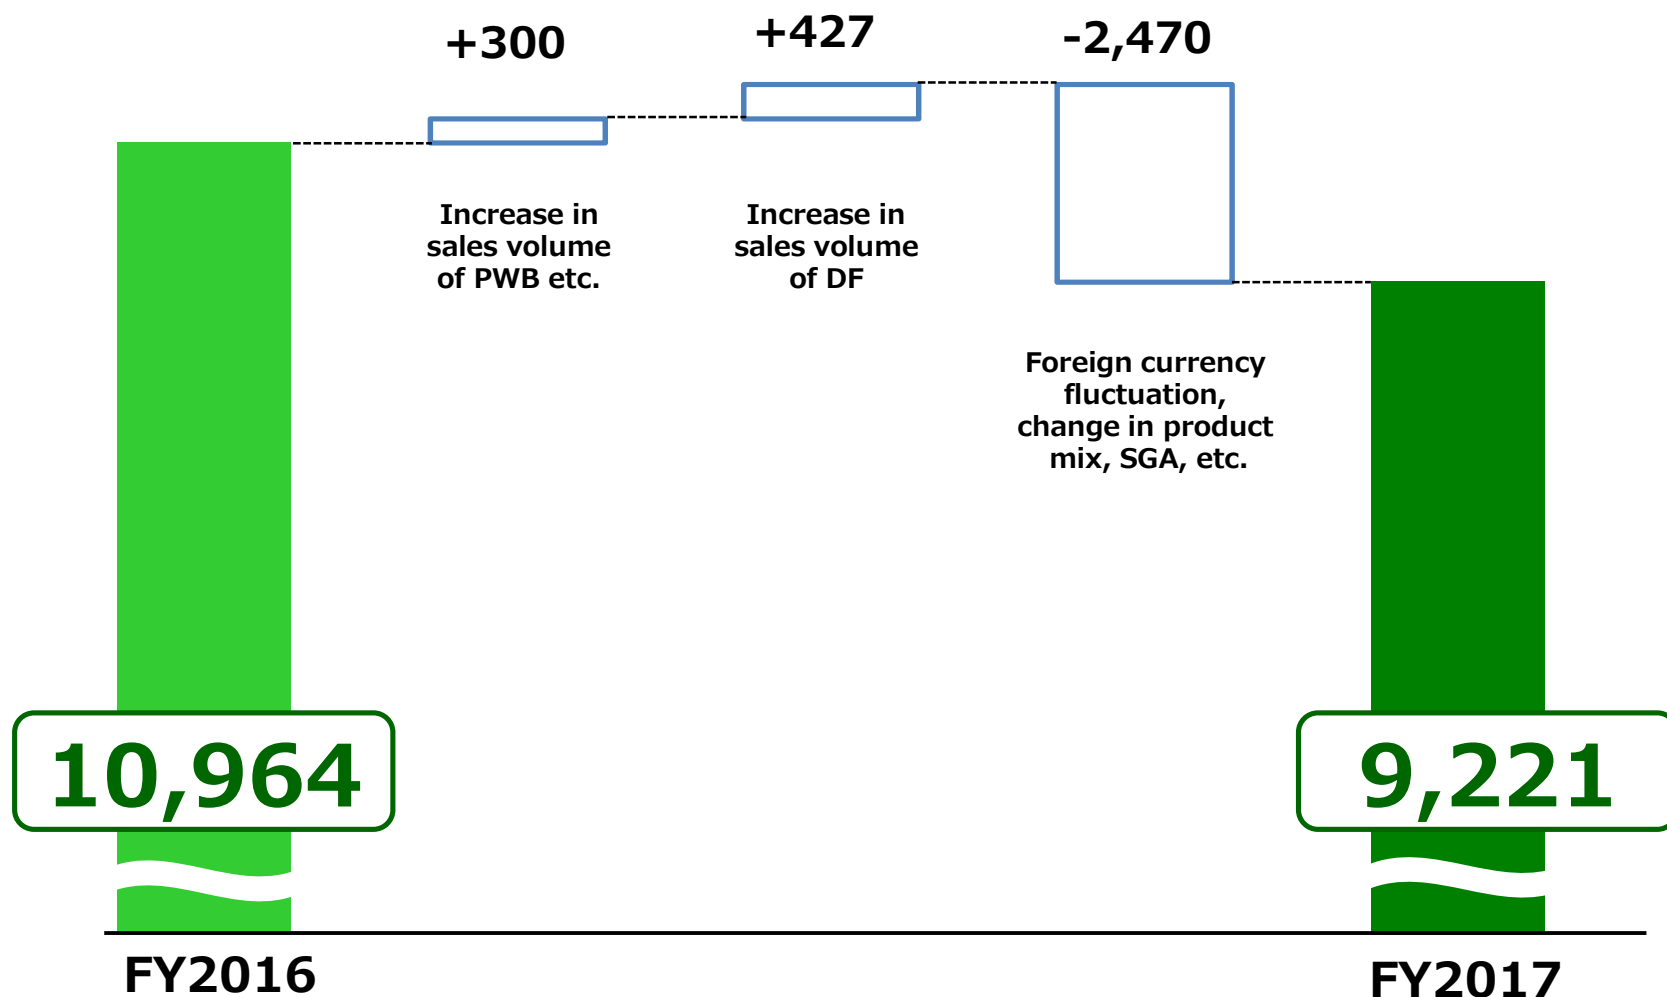 +300
+427
-2,470
Increase in
sales volume
of PWB etc.
Increase in
sales volume
of DF
Foreign currency
fluctuation,
change in product
mix, SGA, etc.
10,964
9,221
FY2016
FY2017